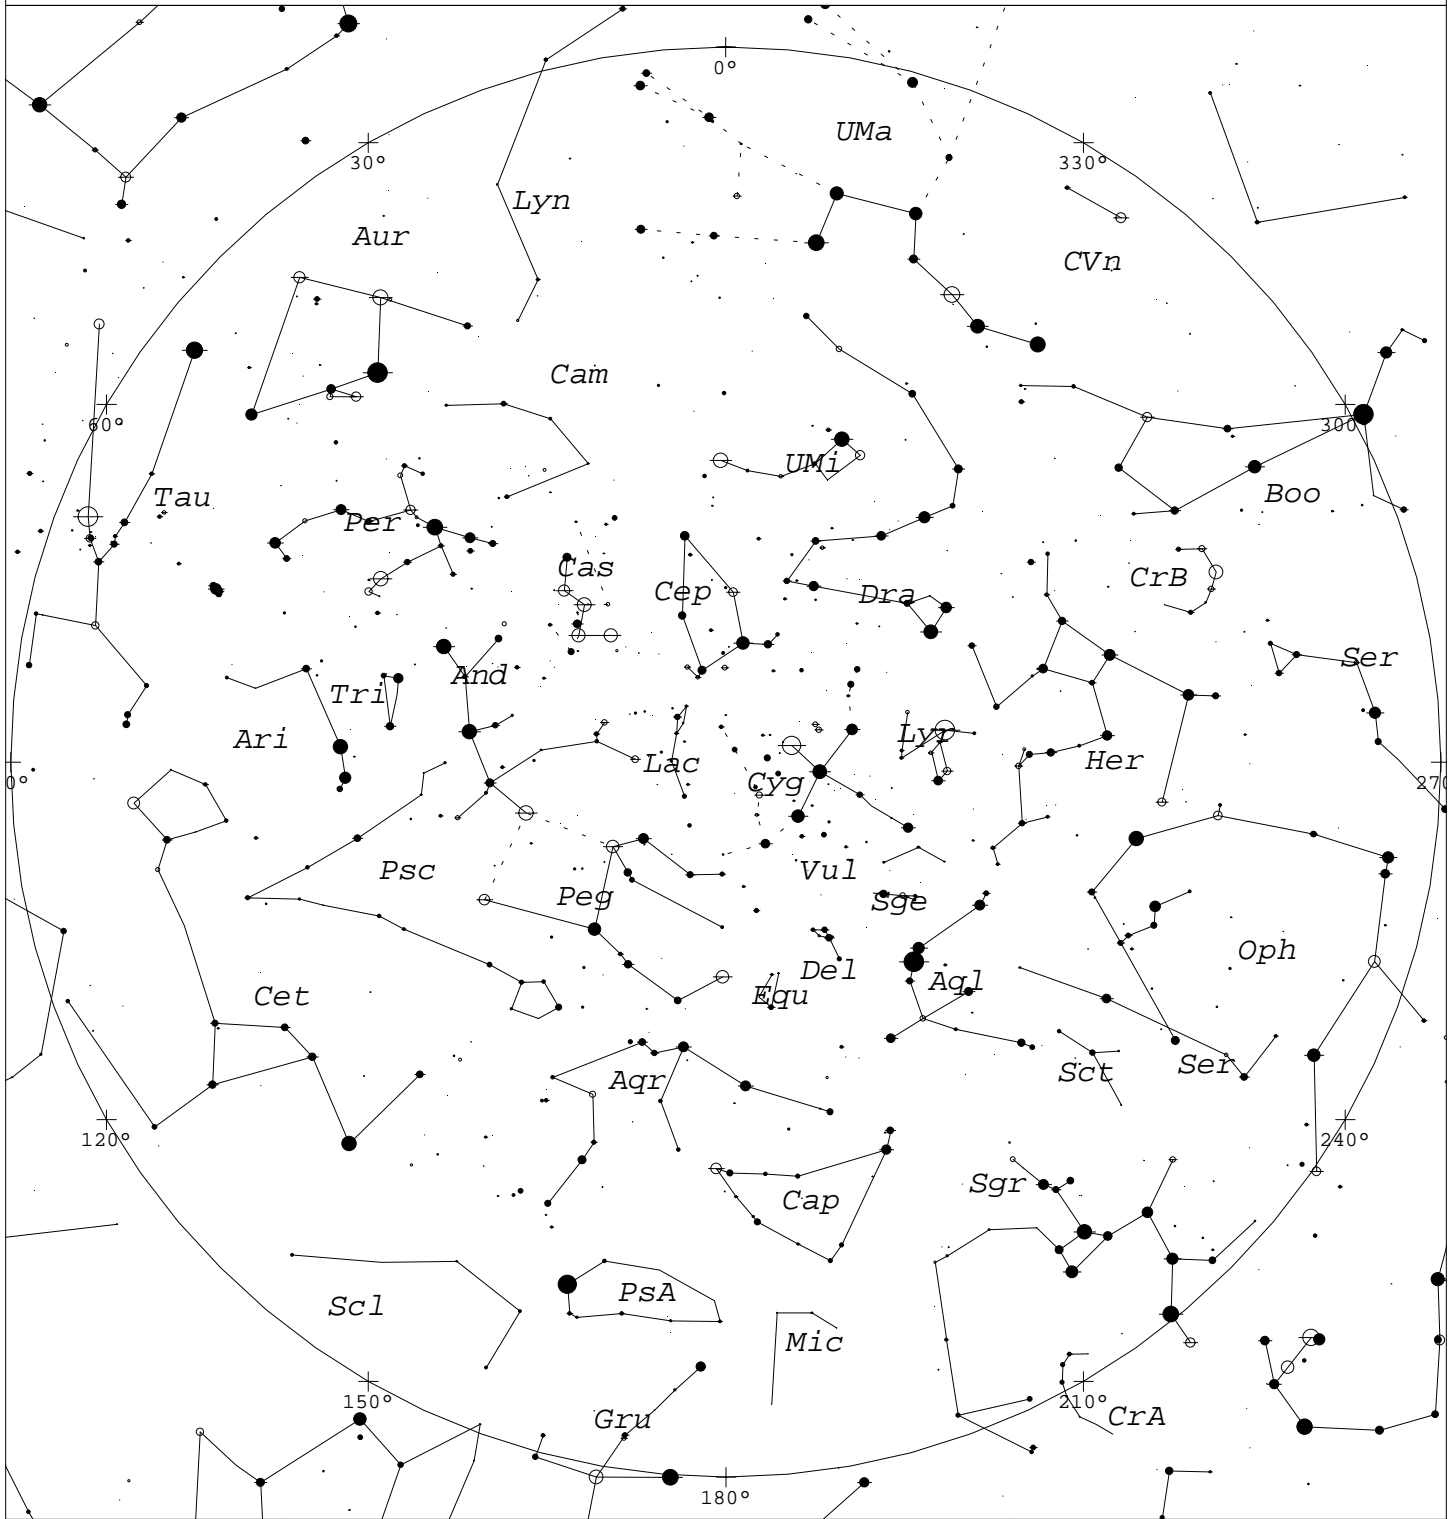 0°
UMa
30° 330°
Lyn
Aur
CVn
Cam
60° 300
UMi
Tau Boo
Per
Cas CrB
Cep
Dra
Ser
And
Tri
Ari Lyr
Lac Her
0° Cyg 270
Psc Vul
Peg Sge
Oph
Del
Cet Equ Aql
Aqr Sct Ser
120° 240°
Cap Sgr
Scl PsA
Mic
150° 210°
Gru CrA
180°